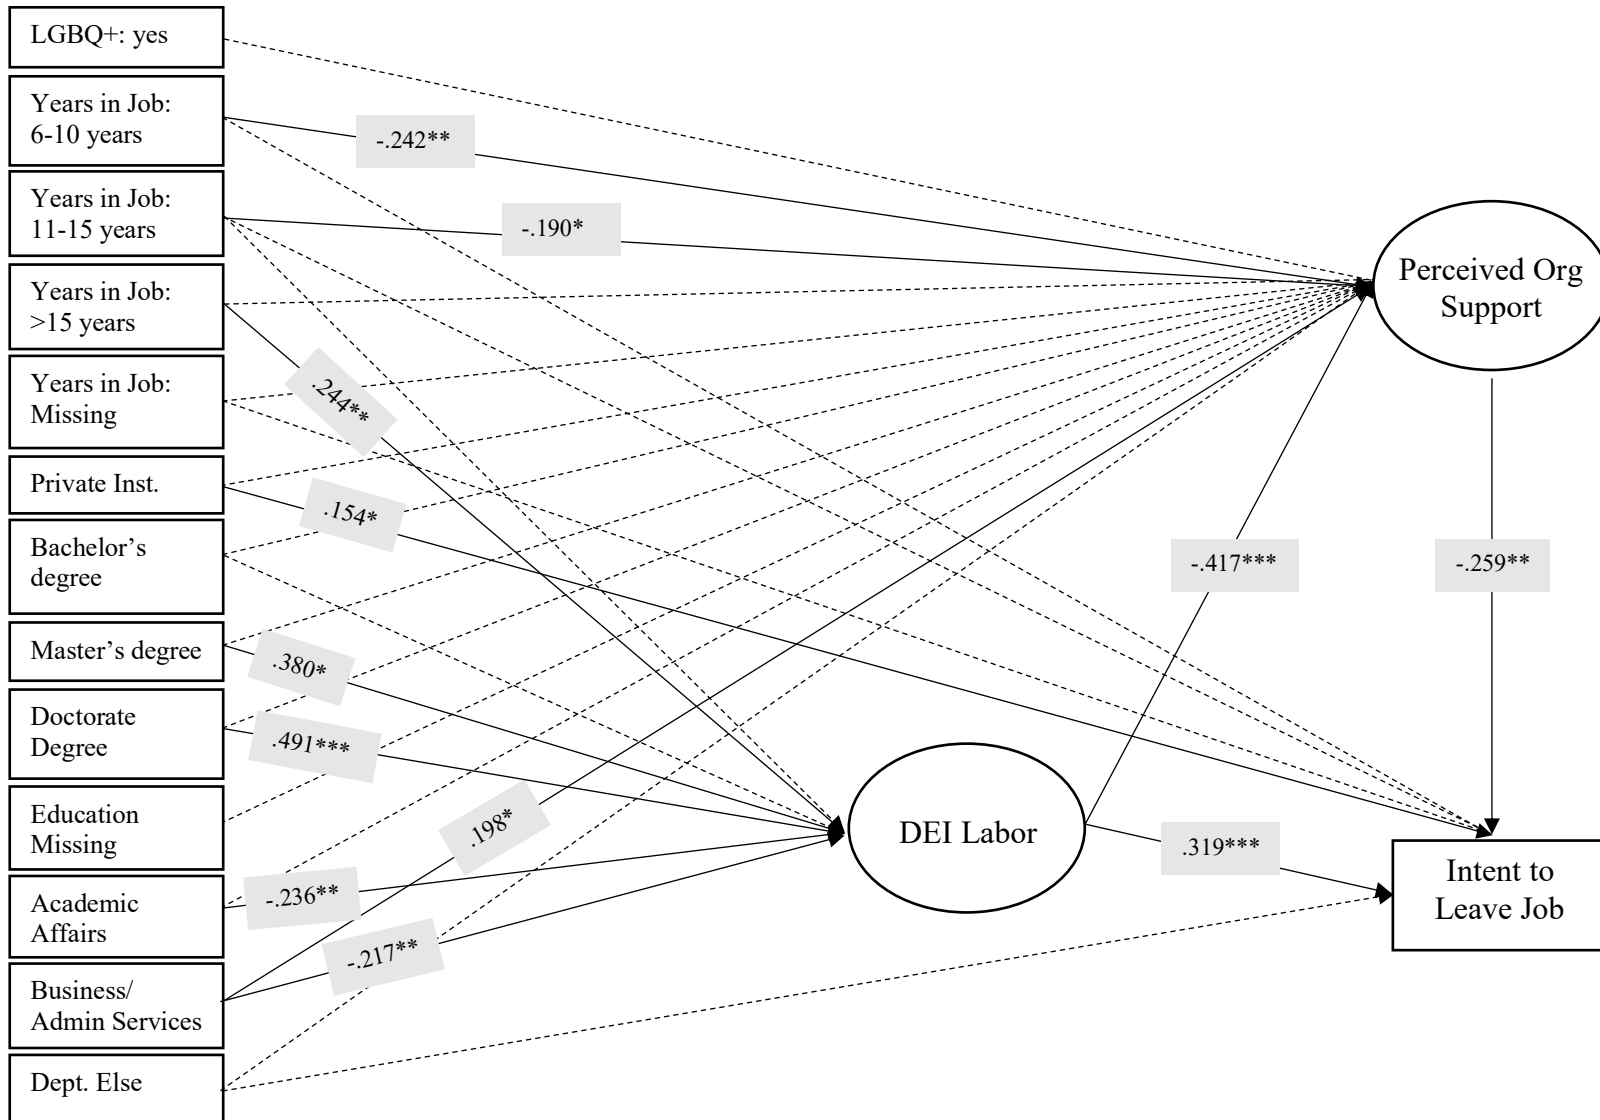 LGBQ+: yes
Years in Job:
6-10 years
Years in Job:
11-15 years
Years in Job:
>15 years
Years in Job:
Missing
Private Inst.
Bachelor’s
degree
Master’s degree
Doctorate
Degree
Education
Missing
Academic
Affairs
Business/
Admin Services
Dept. Else
-.242**
-.190*
.244**
.154*
.380*
.491***
.198*
-.236**
-.217**
Perceived Org
Support
-.417***
-.259**
DEI Labor
.319***
Intent to
Leave Job